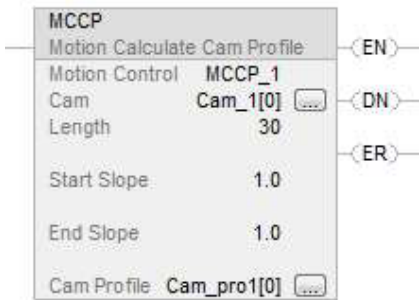 MCCP
Motion Calculate Cam Profile
(EN)
Motion Control MCCP_1
Cam Cam_1[0] ...
(DN)
Length 30
(ER)
Start Slope 1.0
End Slope 1.0
Cam Profile Cam_pro1[0] ...